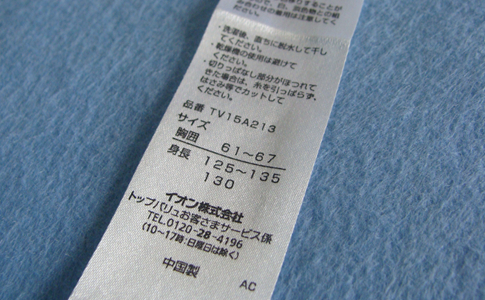 ・洗濯後、直ちに脱水して干し
てください。
・乾燥機の使用は避けて
ください。
・切りっぱなし部分がほつれて
きた場合は、糸を引っぱらず、
はさみ等でカットして
ください。
品番 TV15A213
サイズ
胸囲 61~67
身長 125~135
130
イオン株式会社
トップバリュお客さまサービス係
TEL.0120-28-4196
(10~17時:日曜日は除く)
中国製
AC